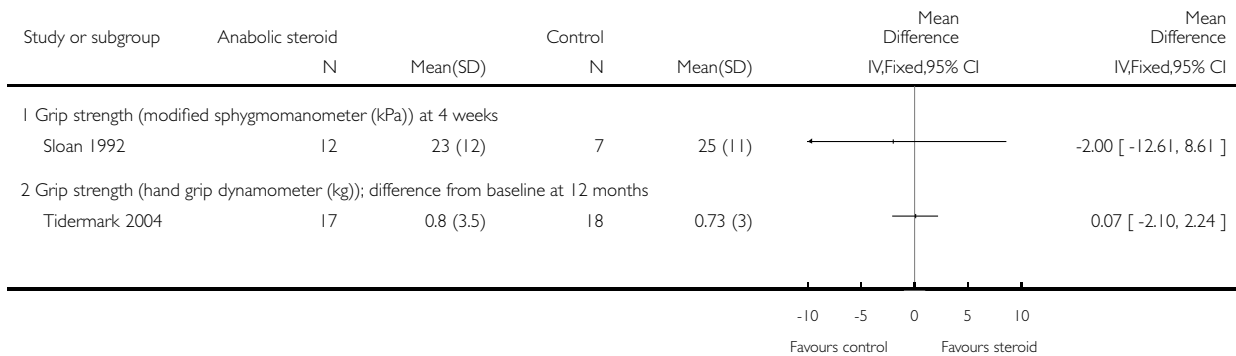 Study or subgroup Anabolic steroid Control Mean Difference Mean Difference
N Mean(SD) N Mean(SD) IV,Fixed,95% CI IV,Fixed,95% CI
1 Grip strength (modified sphygmomanometer (kPa)) at 4 weeks
Sloan 1992 12 23 (12) 7 25 (11) -2.00 [ -12.61, 8.61 ]
2 Grip strength (hand grip dynamometer (kg)); difference from baseline at 12 months
Tidermark 2004 17 0.8 (3.5) 18 0.73 (3) 0.07 [ -2.10, 2.24 ]
-10 -5 0 5 10
Favours control Favours steroid